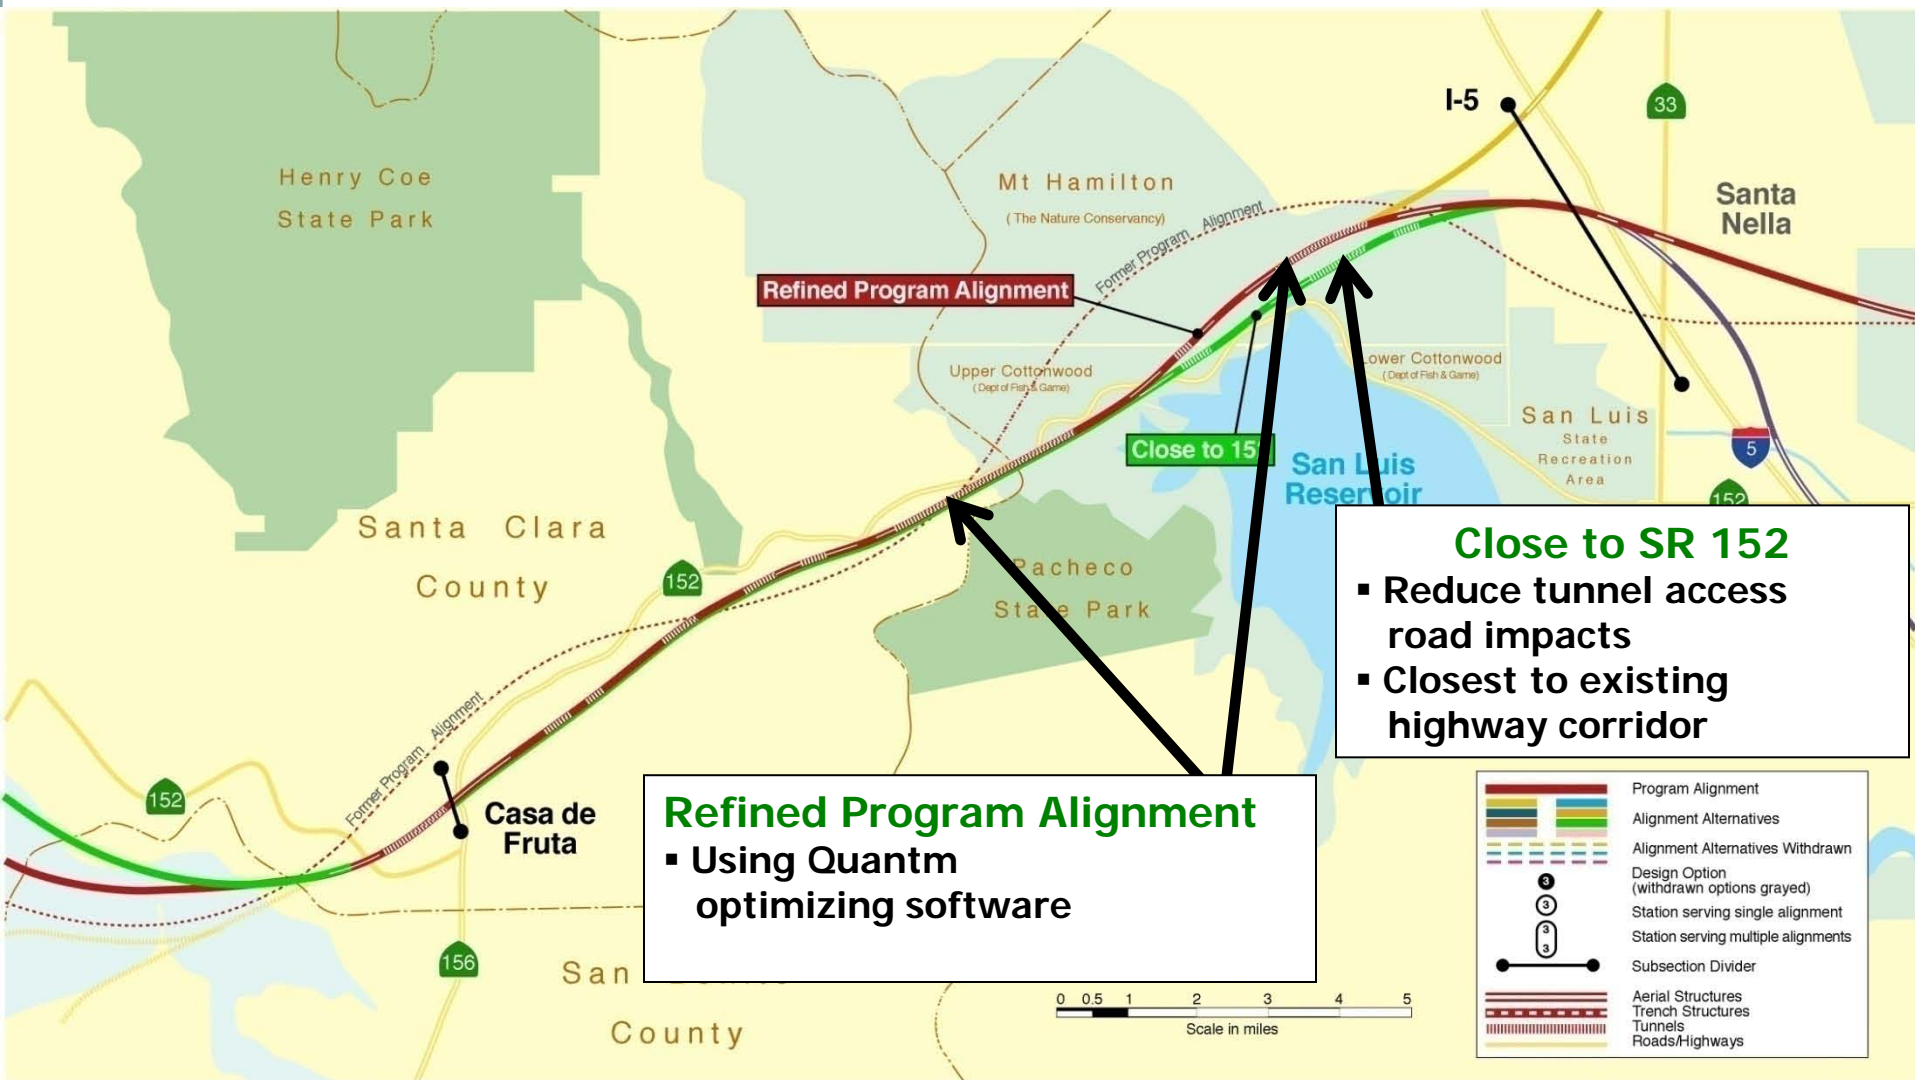 I-5
33
Henry Coe
State Park
Mt Hamilton
( The Nature Conservancy)
Santa
Nella
Former Program Alignment
Refined Program Alignment
Upper Cottonwood
( Dept of Fish & Game)
Lower Cottonwood
( Dept of Fish & Game)
San Luis
State
Recreation
Area
5
Close to 15
San Luis
Reservoir
152
Santa Clara
County
152
Pacheco
State Park
Close to SR 152
▪ Reduce tunnel access
road impacts
▪ Closest to existing
highway corridor
Former Program Alignment
152
Casa de
Fruta
Refined Program Alignment
▪ Using Quantm
optimizing software
156
San
County
0 0.5 1 2 3 4 5
Scale in miles
Program Alignment
Alignment Alternatives
Alignment Alternatives Withdrawn
3
Design Option
(withdrawn options grayed)
3
Station serving single alignment
3
3
Station serving multiple alignments
Subsection Divider
Aerial Structures
Trench Structures
Tunnels
Roads/Highways